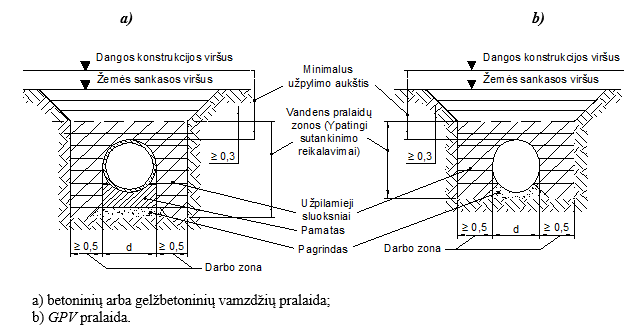 a)
b)
Dangos konstrukcijos viršus
Žemės sankasos viršus
Minimalus
užpylimo aukštis
Dangos konstrukcijos viršus
Žemės sankasos viršus
Vandens pralaidų
zonos (Ypatingi
sutankinimo
reikalavimai)
≥ 0,3
≥ 0,3
Užpilamieji
sluoksniai
Pamatas
Pagrindas
≥ 0,5
d
≥ 0,5
≥ 0,5
d
≥ 0,5
Darbo zona
Darbo zona
a) betoninių arba gelžbetoninių vamzdžių pralaida;
b) GPV pralaida.